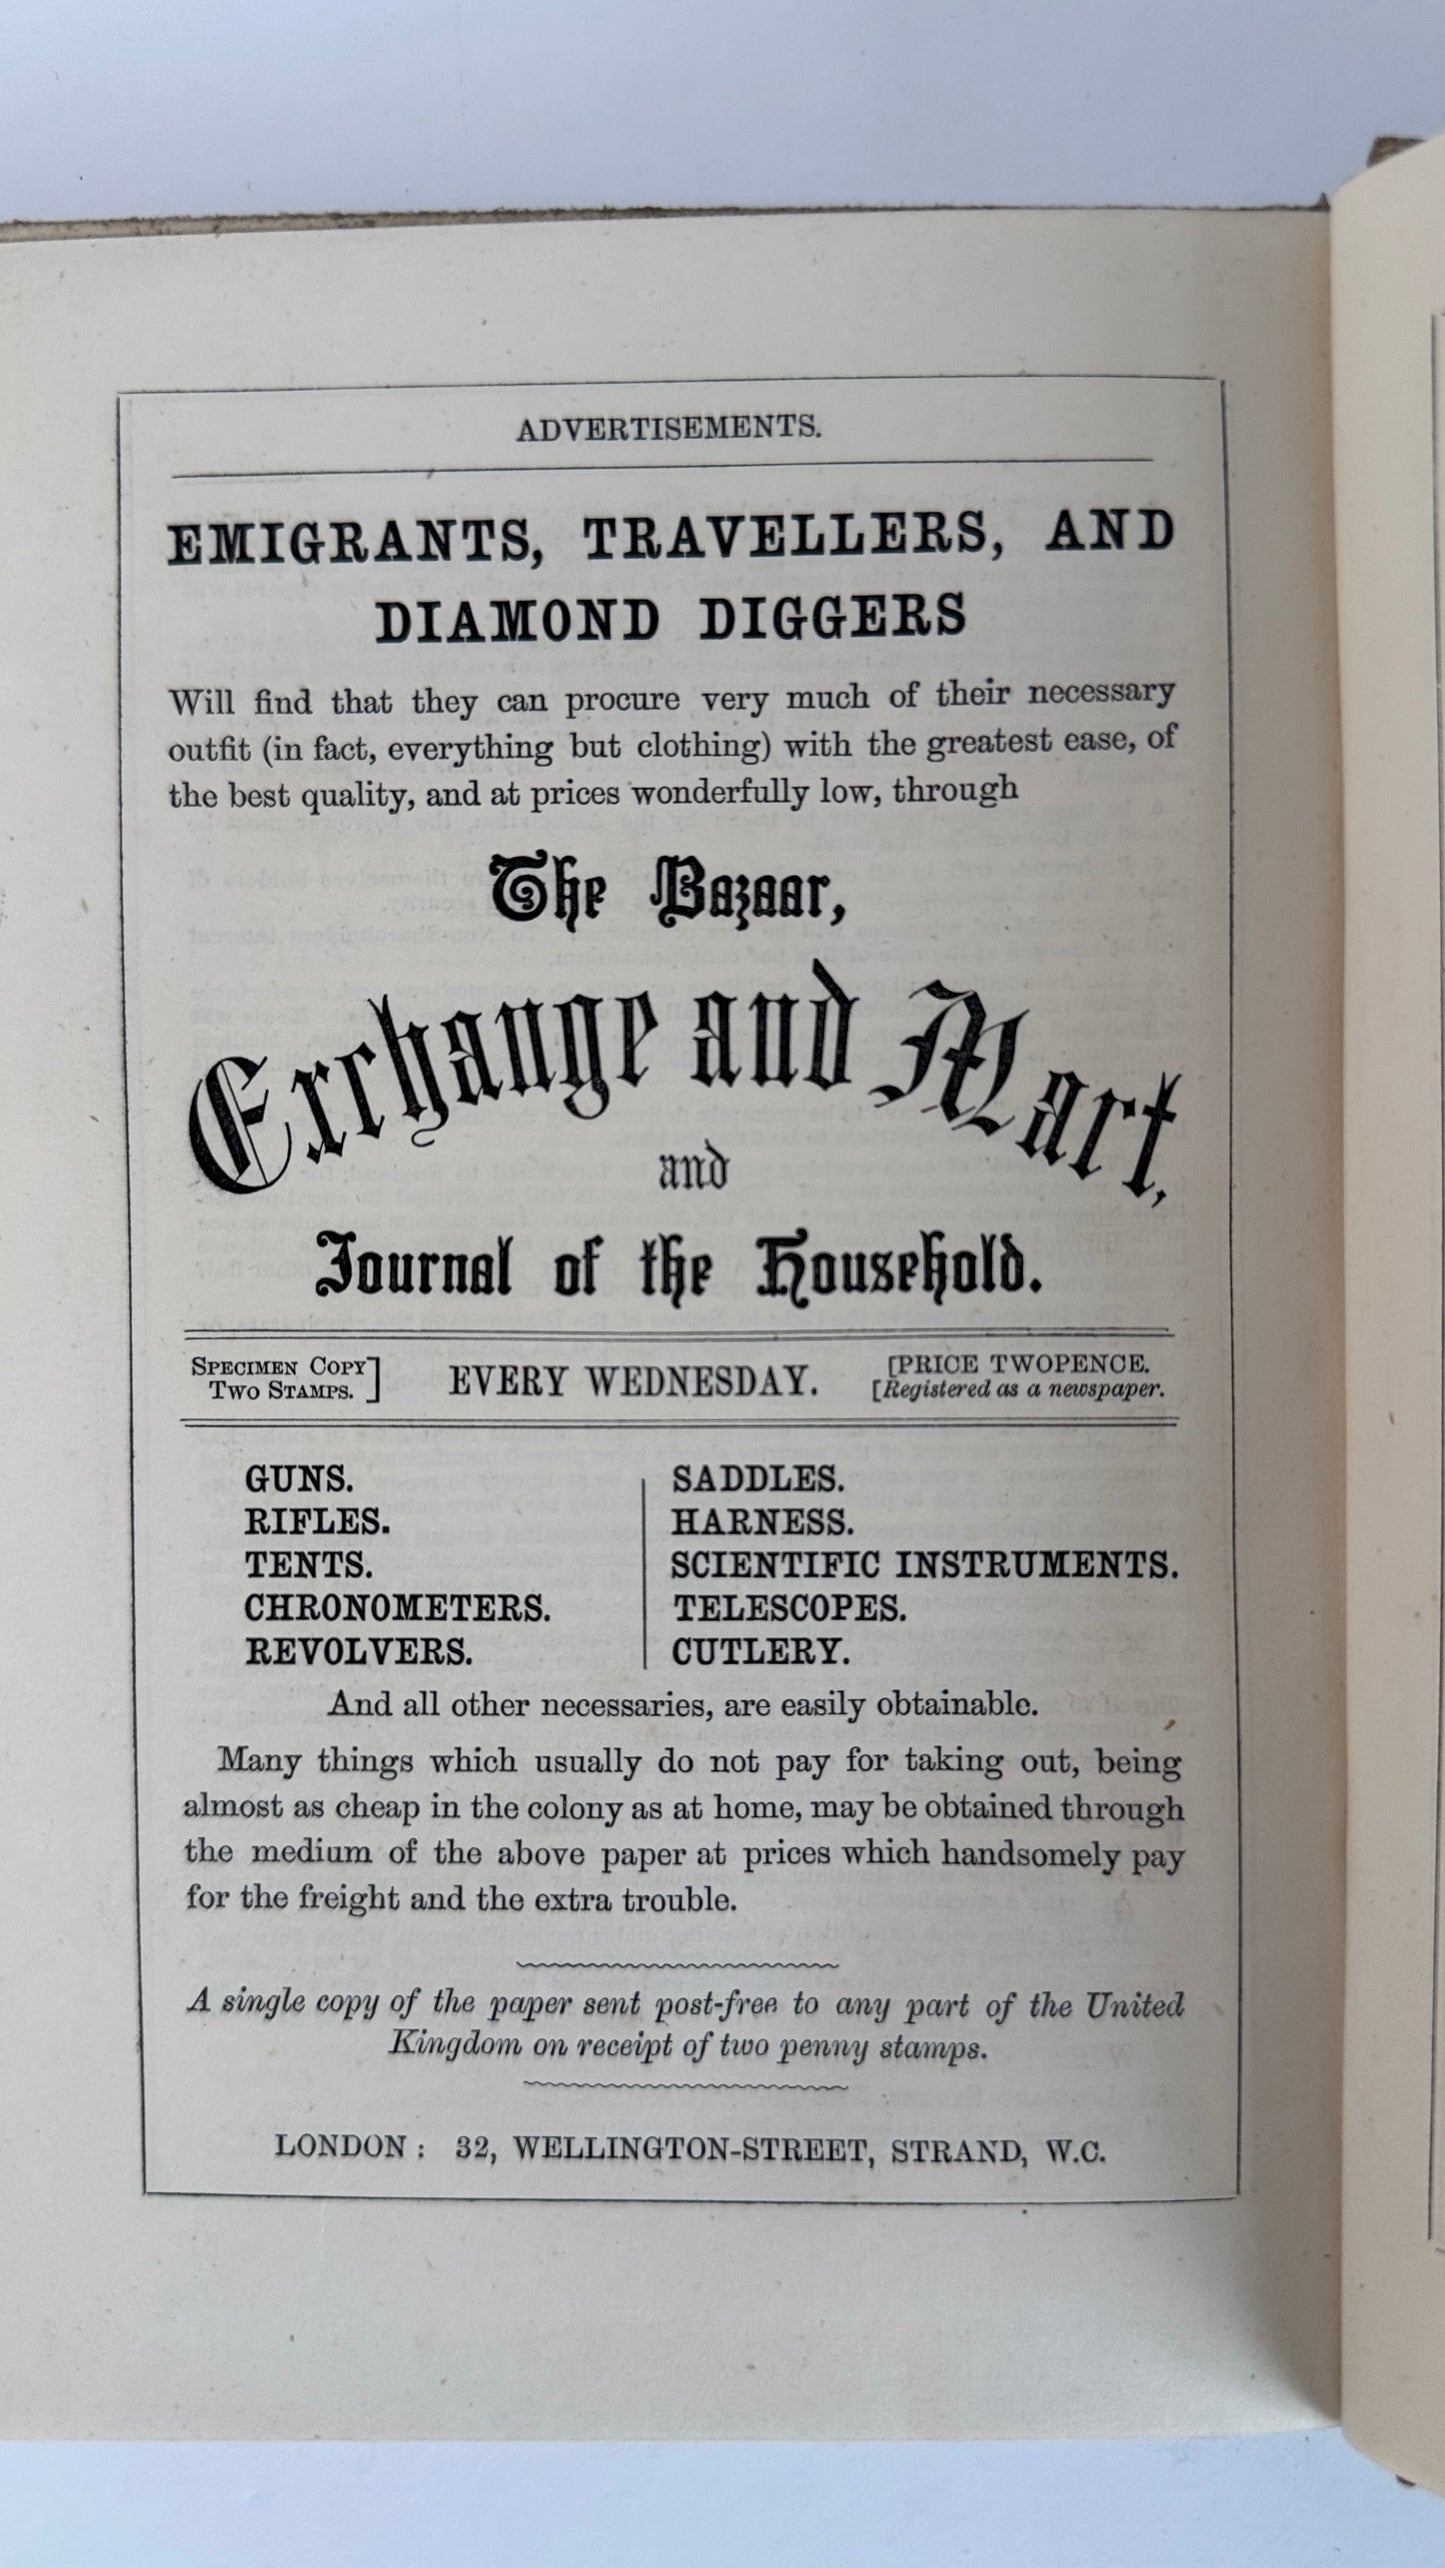 ADVERTISEMENTS.
EMIGRANTS, TRAVELLERS, AND
DIAMOND DIGGERS
Will find that they can procure very much of their necessary
outfit (in fact, everything but clothing) with the greatest ease, of
the best quality, and at prices wonderfully low, through
The Bazaar,
Exchange and Mart,
and
Journal of the Household.
SPECIMEN COPY]
TWO STAMPS.
EVERY WEDNESDAY.
[PRICE TWOPENCE.
[Registered as a newspaper.
GUNS.
RIFLES.
TENTS.
CHRONOMETERS.
REVOLVERS.
SADDLES.
HARNESS.
SCIENTIFIC INSTRUMENTS.
TELESCOPES.
CUTLERY.
And all other necessaries, are easily obtainable.
Many things which usually do not pay for taking out, being
almost as cheap in the colony as at home, may be obtained through
the medium of the above paper at prices which handsomely pay
for the freight and the extra trouble.
A single copy of the paper sent post-free to any part of the United
Kingdom on receipt of two penny stamps.
LONDON : 32, WELLINGTON-STREET, STRAND, W.C.